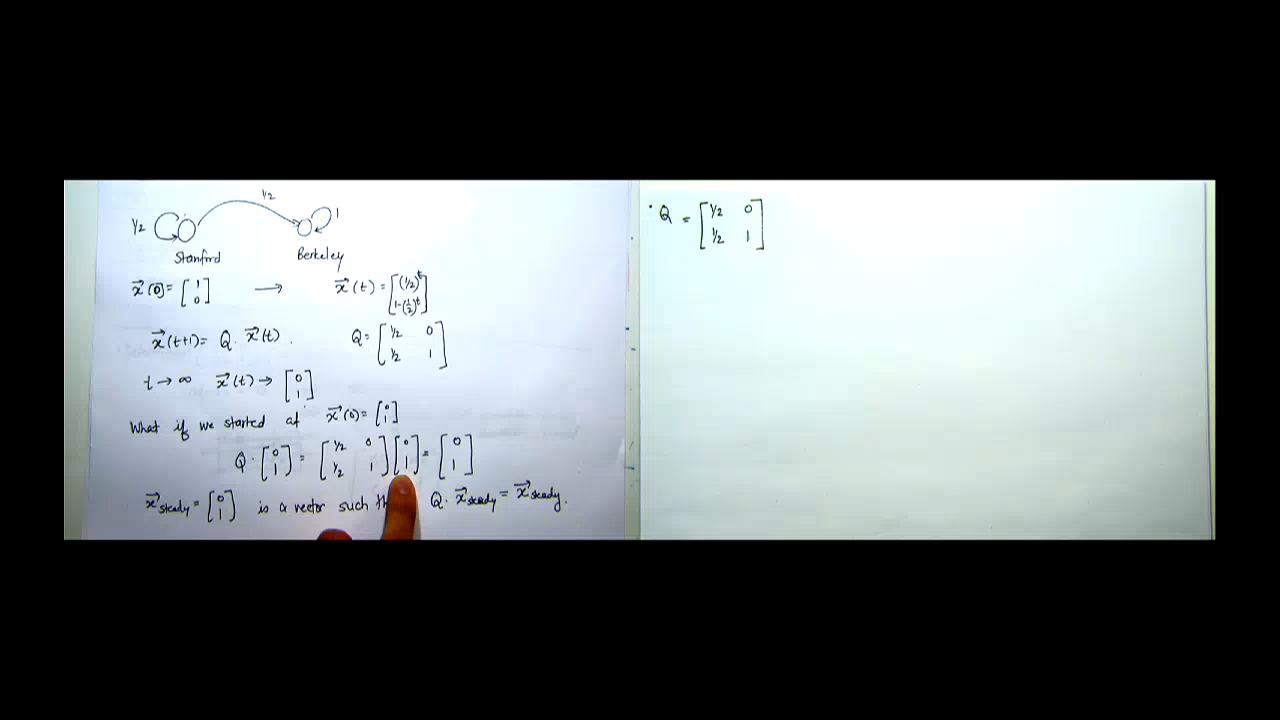 1/2
1/2 1
Stanford Berkeley
x⃗[0] = [1 0] → x⃗(t) = [(1/2)^t 1-(1/2)^t]
x⃗(t+1) = Q · x⃗(t). Q = [1/2 0 1/2 1]
t → ∞ x⃗(t) → [0 1]
What if we started at x⃗(0) = [0 1]
Q · [0 1] = [1/2 0 1/2 1] [0 1] = [0 1]
x⃗steady = [0 1] is a vector such th Q · x⃗steady = x⃗steady.
· Q = [1/2 0 1/2 1]